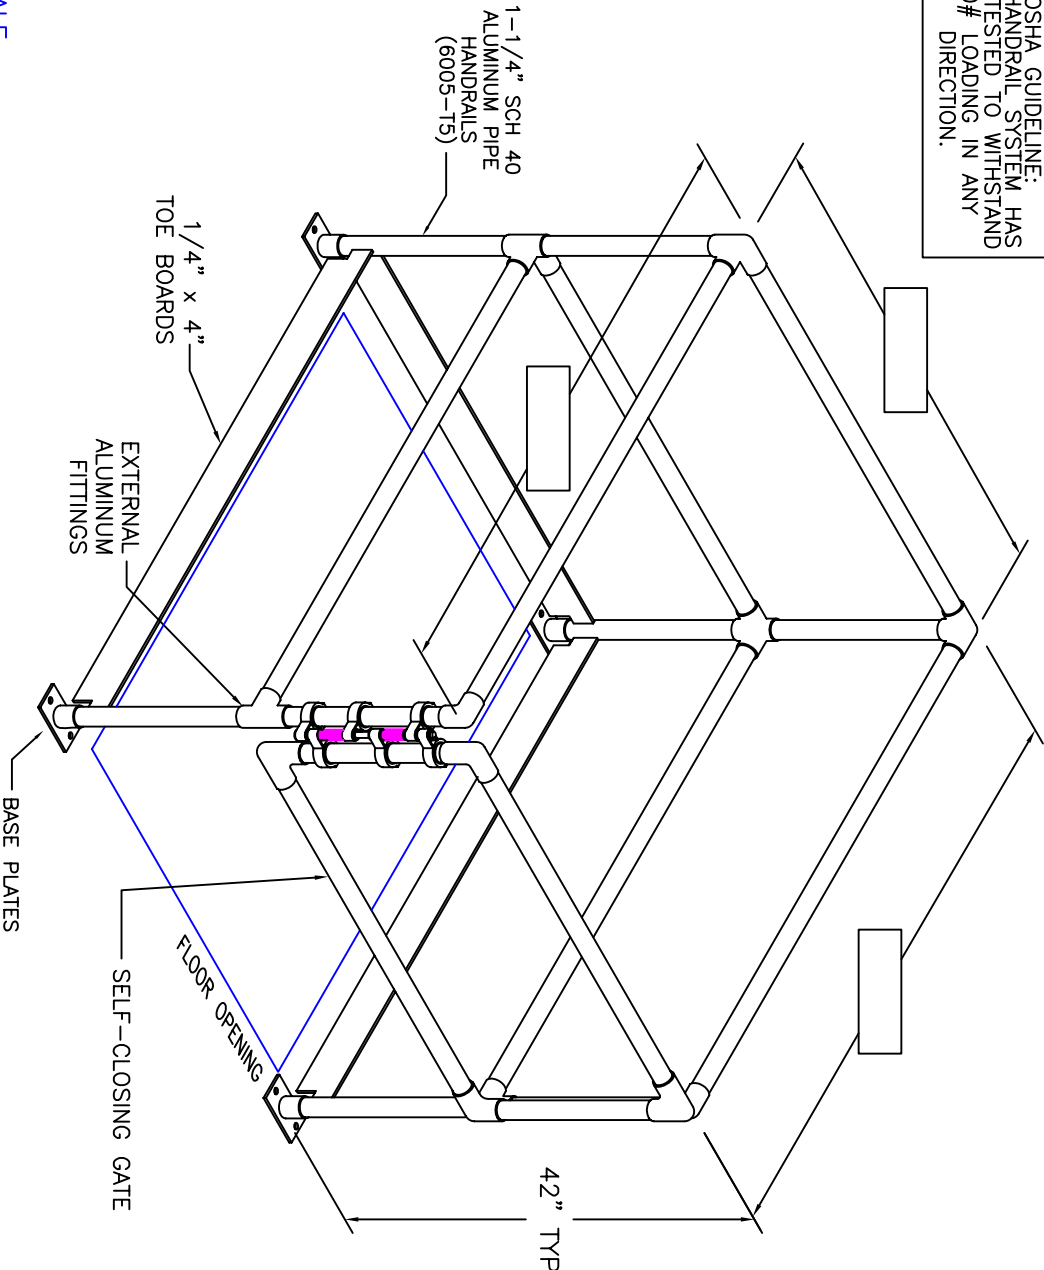 OSHA GUIDELINE:
HANDRAIL SYSTEM HAS
TESTED TO WITHSTAND
0# LOADING IN ANY
DIRECTION.
1-1/4" SCH 40
ALUMINUM PIPE
HANDRAILS
(6005-T5)
1/4" x 4"
TOE BOARDS
EXTERNAL
ALUMINUM
FITTINGS
BASE PLATES
SELF-CLOSING GATE
FLOOR OPENING
42" TYP